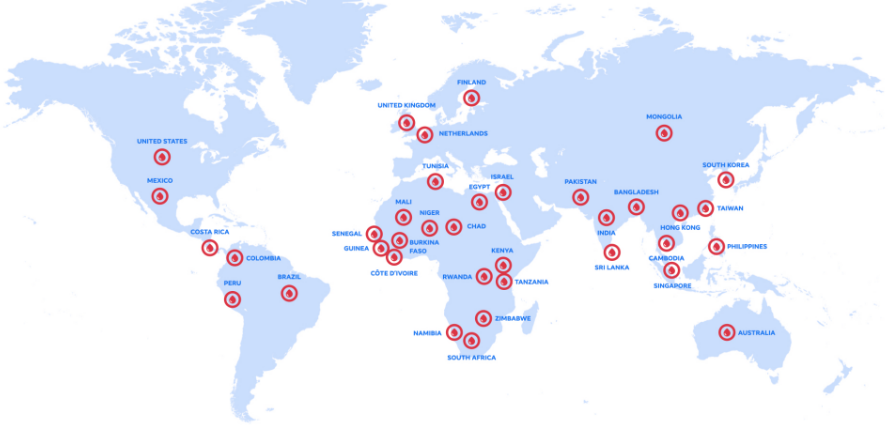 FINLAND
UNITED KINGDOM
NETHERLANDS
MONGOLIA
UNITED STATES
SOUTH KOREA
TUNISIA
ISRAEL
MEXICO
EGYPT
PAKISTAN
BANGLADESH
MALI
NIGER
TAIWAN
SENEGAL
CHAD
INDIA
HONG KONG
COSTA RICA
GUINEA
BURKINA
FASO
PHILIPPINES
COLOMBIA
KENYA
SRI LANKA
CAMBODIA
CÔTE D'IVOIRE
BRAZIL
RWANDA
TANZANIA
SINGAPORE
PERU
ZIMBABWE
NAMIBIA
AUSTRALIA
SOUTH AFRICA